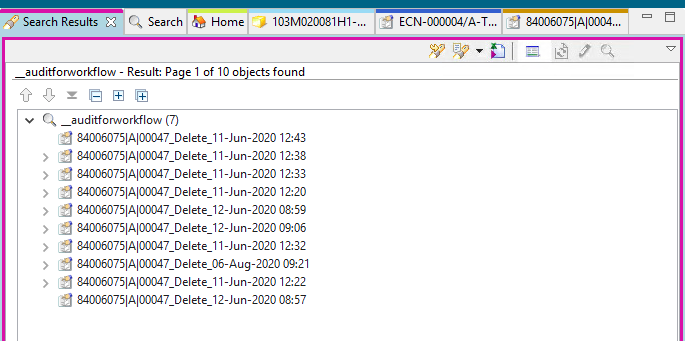 Search Results
Search
Home
103M020081H1-...
ECN-000004/A-T...
84006075|A|0004...
__auditforworkflow - Result: Page 1 of 10 objects found
__auditforworkflow (7)
84006075|A|00047_Delete_11-Jun-2020 12:43
84006075|A|00047_Delete_11-Jun-2020 12:38
84006075|A|00047_Delete_11-Jun-2020 12:33
84006075|A|00047_Delete_11-Jun-2020 12:20
84006075|A|00047_Delete_12-Jun-2020 08:59
84006075|A|00047_Delete_12-Jun-2020 09:06
84006075|A|00047_Delete_11-Jun-2020 12:32
84006075|A|00047_Delete_06-Aug-2020 09:21
84006075|A|00047_Delete_11-Jun-2020 12:22
84006075|A|00047_Delete_12-Jun-2020 08:57